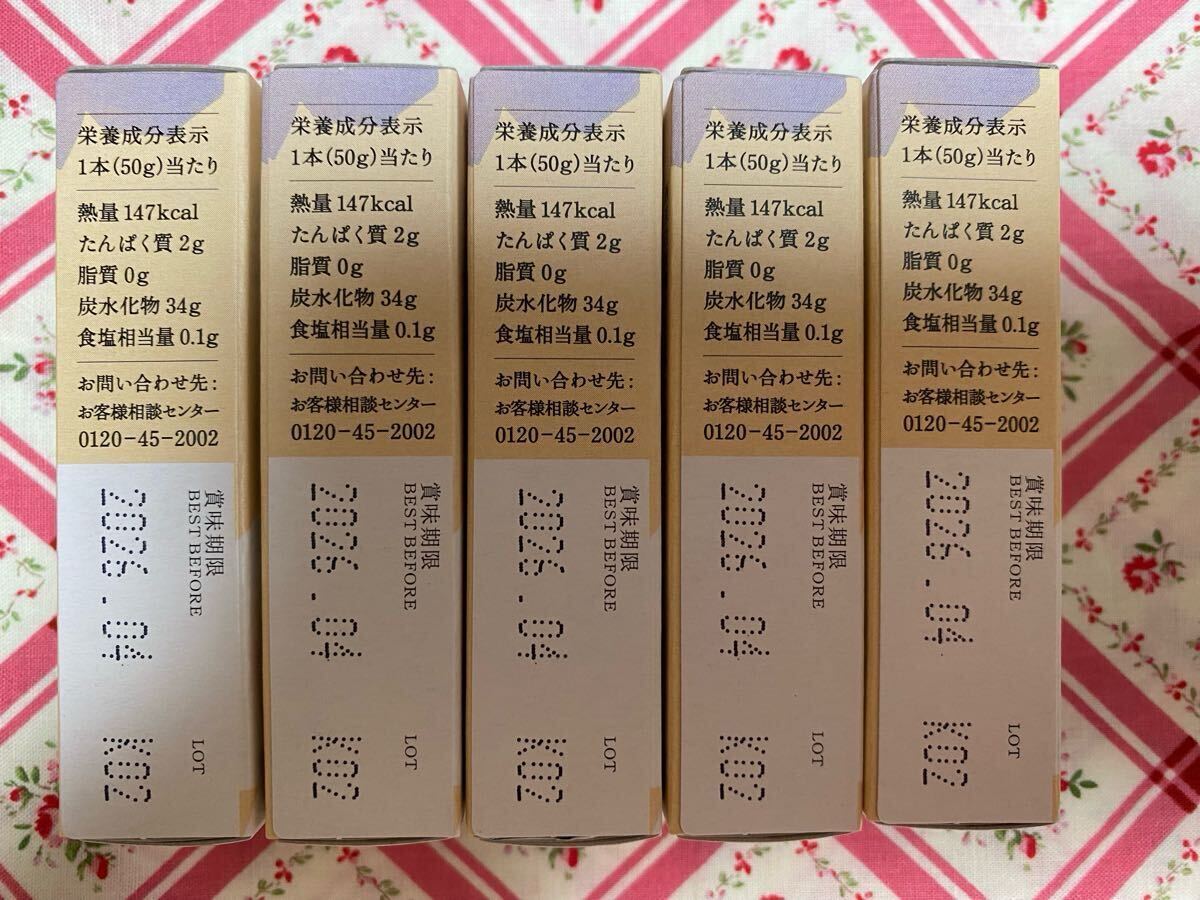 栄養成分表示
1本(50g)当たり
熱量 147kcal
たんぱく質 2g
脂質 0g
炭水化物 34g
食塩相当量 0.1g
お問い合わせ先:
お客様相談センター
0120-45-2002
賞味期限
BEST BEFORE
2026.04
LOT
K02
栄養成分表示
1本(50g)当たり
熱量 147kcal
たんぱく質 2g
脂質 0g
炭水化物 34g
食塩相当量 0.1g
お問い合わせ先:
お客様相談センター
0120-45-2002
賞味期限
BEST BEFORE
2026.04
LOT
K02
栄養成分表示
1本(50g)当たり
熱量 147kcal
たんぱく質 2g
脂質 0g
炭水化物 34g
食塩相当量 0.1g
お問い合わせ先:
お客様相談センター
0120-45-2002
賞味期限
BEST BEFORE
2026.04
LOT
K02
栄養成分表示
1本(50g)当たり
熱量 147kcal
たんぱく質 2g
脂質 0g
炭水化物 34g
食塩相当量 0.1g
お問い合わせ先:
お客様相談センター
0120-45-2002
賞味期限
BEST BEFORE
2026.04
LOT
K02
栄養成分表示
1本(50g)当たり
熱量 147kcal
たんぱく質 2g
脂質 0g
炭水化物 34g
食塩相当量 0.1g
お問い合わせ先:
お客様相談センター
0120-45-2002
賞味期限
BEST BEFORE
2026.04
LOT
K02